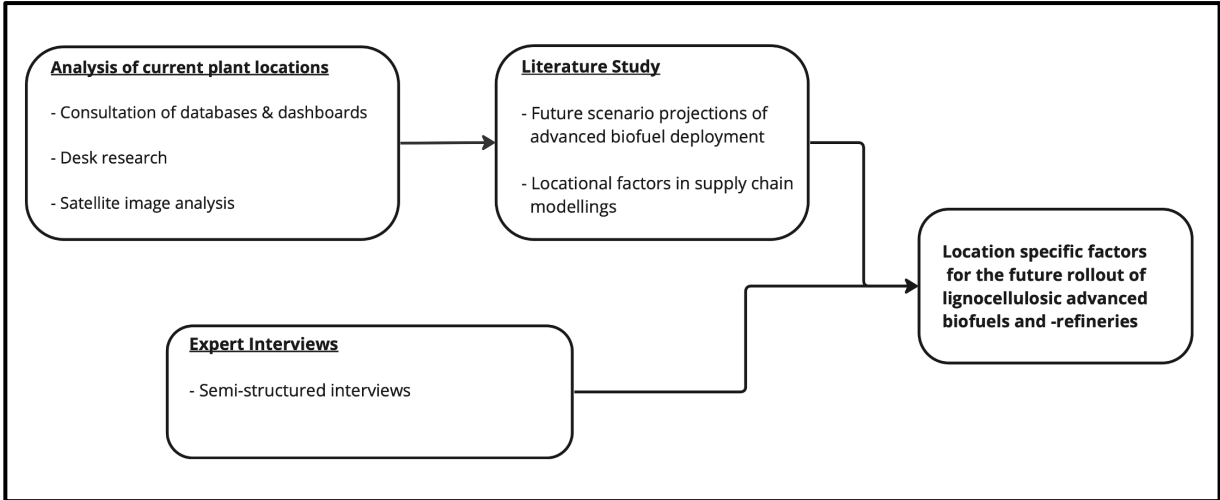 Analysis of current plant locations
- Consultation of databases & dashboards
- Desk research
- Satellite image analysis
Literature Study
- Future scenario projections of
advanced biofuel deployment
- Locational factors in supply chain
modellings
Expert Interviews
- Semi-structured interviews
Location specific factors
for the future rollout of
lignocellulosic advanced
biofuels and -refineries